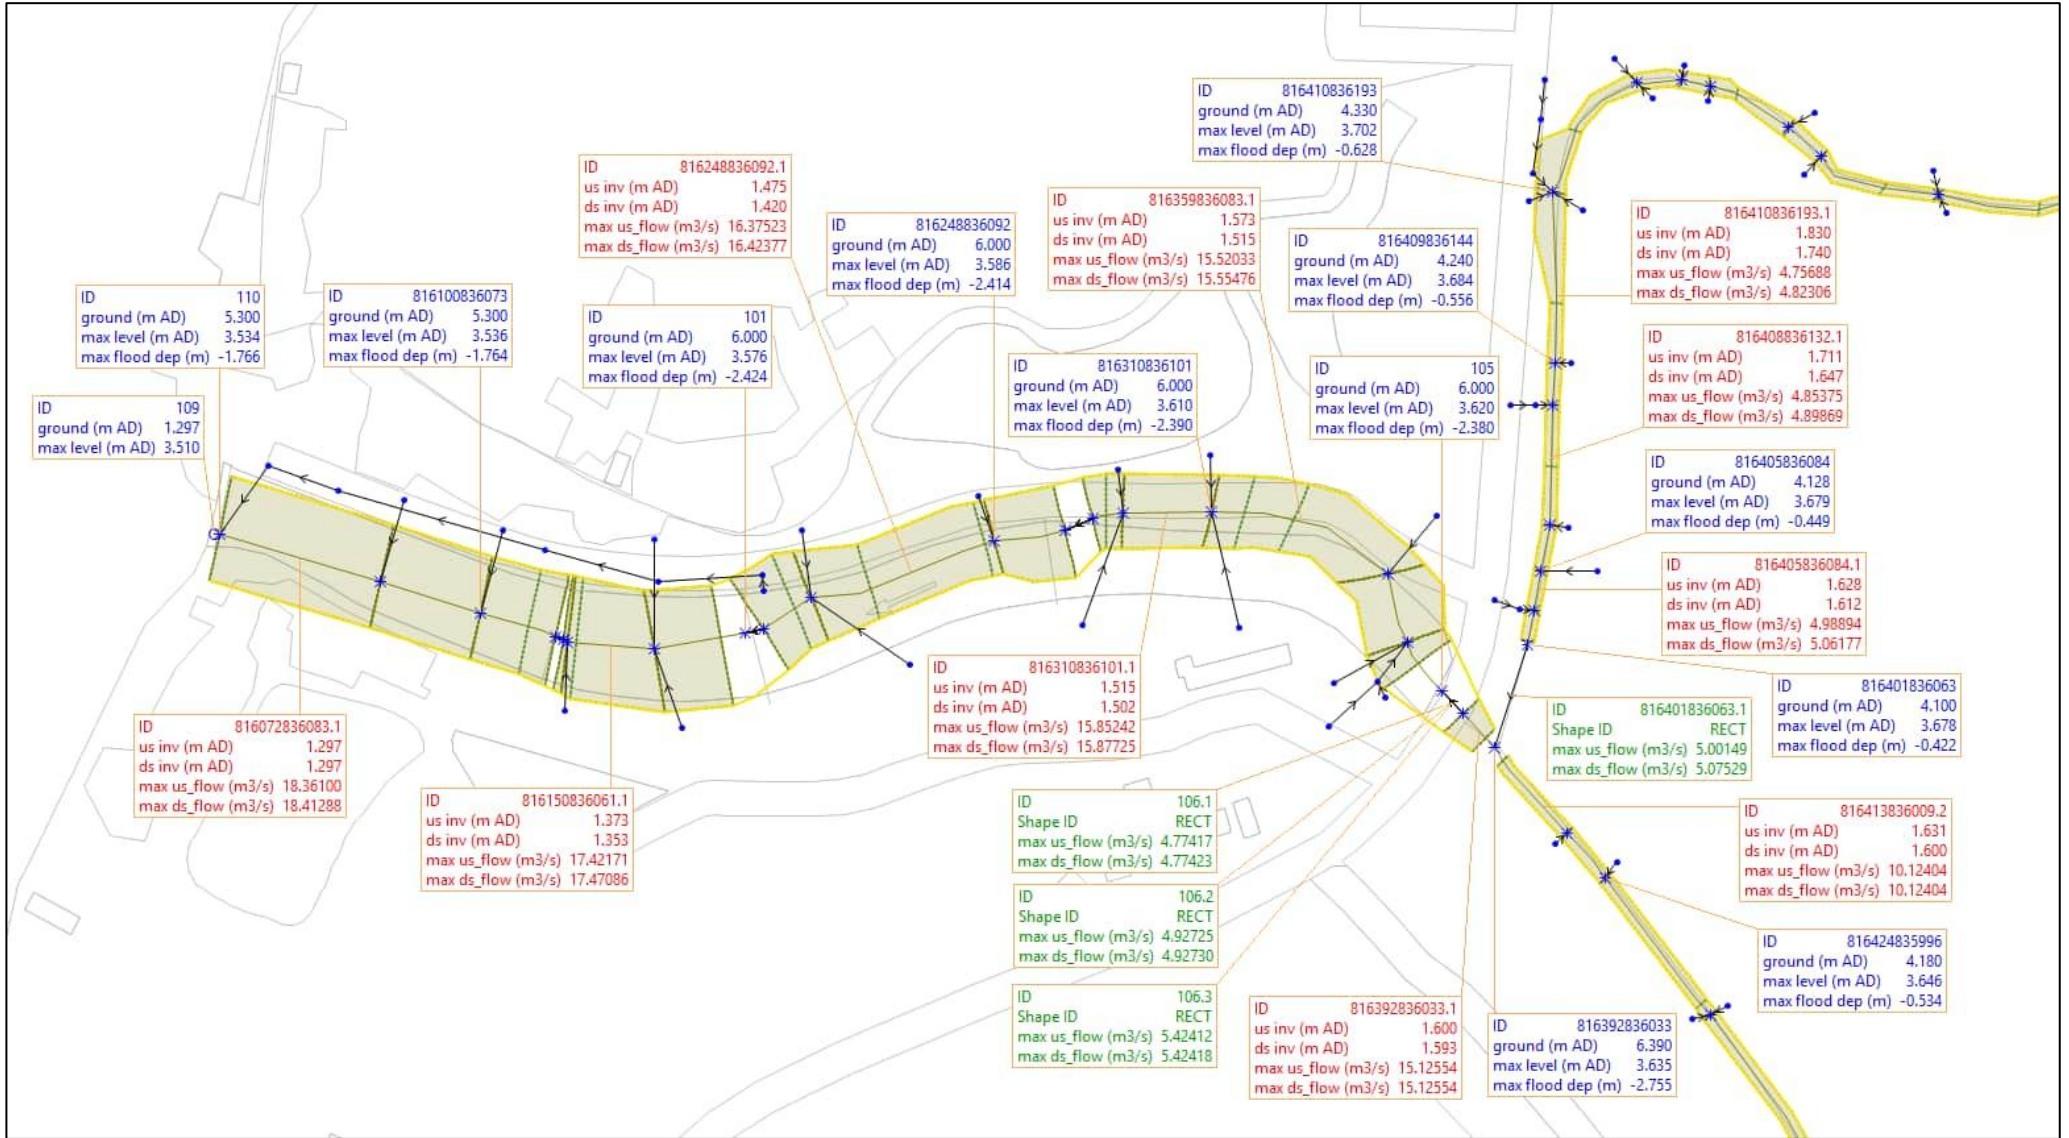 ID 816410836193
ground (m AD) 4.330
max level (m AD) 3.702
max flood dep (m) -0.628
ID 816248836092.1
us inv (m AD) 1.475
ds inv (m AD) 1.420
max us_flow (m3/s) 16.37523
max ds_flow (m3/s) 16.42377
ID 816248836092
ground (m AD) 6.000
max level (m AD) 3.586
max flood dep (m) -2.414
ID 816359836083.1
us inv (m AD) 1.573
ds inv (m AD) 1.515
max us_flow (m3/s) 15.52033
max ds_flow (m3/s) 15.55476
ID 816409836144
ground (m AD) 4.240
max level (m AD) 3.684
max flood dep (m) -0.556
ID 816410836193.1
us inv (m AD) 1.830
ds inv (m AD) 1.740
max us_flow (m3/s) 4.75688
max ds_flow (m3/s) 4.82306
ID 110
ground (m AD) 5.300
max level (m AD) 3.534
max flood dep (m) -1.766
ID 816100836073
ground (m AD) 5.300
max level (m AD) 3.536
max flood dep (m) -1.764
ID 101
ground (m AD) 6.000
max level (m AD) 3.576
max flood dep (m) -2.424
ID 816310836101
ground (m AD) 6.000
max level (m AD) 3.610
max flood dep (m) -2.390
ID 105
ground (m AD) 6.000
max level (m AD) 3.620
max flood dep (m) -2.380
ID 816408836132.1
us inv (m AD) 1.711
ds inv (m AD) 1.647
max us_flow (m3/s) 4.85375
max ds_flow (m3/s) 4.89869
ID 109
ground (m AD) 1.297
max level (m AD) 3.510
ID 816405836084
ground (m AD) 4.128
max level (m AD) 3.679
max flood dep (m) -0.449
ID 816405836084.1
us inv (m AD) 1.628
ds inv (m AD) 1.612
max us_flow (m3/s) 4.98894
max ds_flow (m3/s) 5.06177
ID 816310836101.1
us inv (m AD) 1.515
ds inv (m AD) 1.502
max us_flow (m3/s) 15.85242
max ds_flow (m3/s) 15.87725
ID 816401836063
ground (m AD) 4.100
max level (m AD) 3.678
max flood dep (m) -0.422
ID 816401836063.1
Shape ID RECT
max us_flow (m3/s) 5.00149
max ds_flow (m3/s) 5.07529
ID 816072836083.1
us inv (m AD) 1.297
ds inv (m AD) 1.297
max us_flow (m3/s) 18.36100
max ds_flow (m3/s) 18.41288
ID 816150836061.1
us inv (m AD) 1.373
ds inv (m AD) 1.353
max us_flow (m3/s) 17.42171
max ds_flow (m3/s) 17.47086
ID 106.1
Shape ID RECT
max us_flow (m3/s) 4.77417
max ds_flow (m3/s) 4.77423
ID 816413836009.2
us inv (m AD) 1.631
ds inv (m AD) 1.600
max us_flow (m3/s) 10.12404
max ds_flow (m3/s) 10.12404
ID 106.2
Shape ID RECT
max us_flow (m3/s) 4.92725
max ds_flow (m3/s) 4.92730
ID 816424835996
ground (m AD) 4.180
max level (m AD) 3.646
max flood dep (m) -0.534
ID 106.3
Shape ID RECT
max us_flow (m3/s) 5.42412
max ds_flow (m3/s) 5.42418
ID 816392836033.1
us inv (m AD) 1.600
ds inv (m AD) 1.593
max us_flow (m3/s) 15.12554
max ds_flow (m3/s) 15.12554
ID 816392836033
ground (m AD) 6.390
max level (m AD) 3.635
max flood dep (m) -2.755